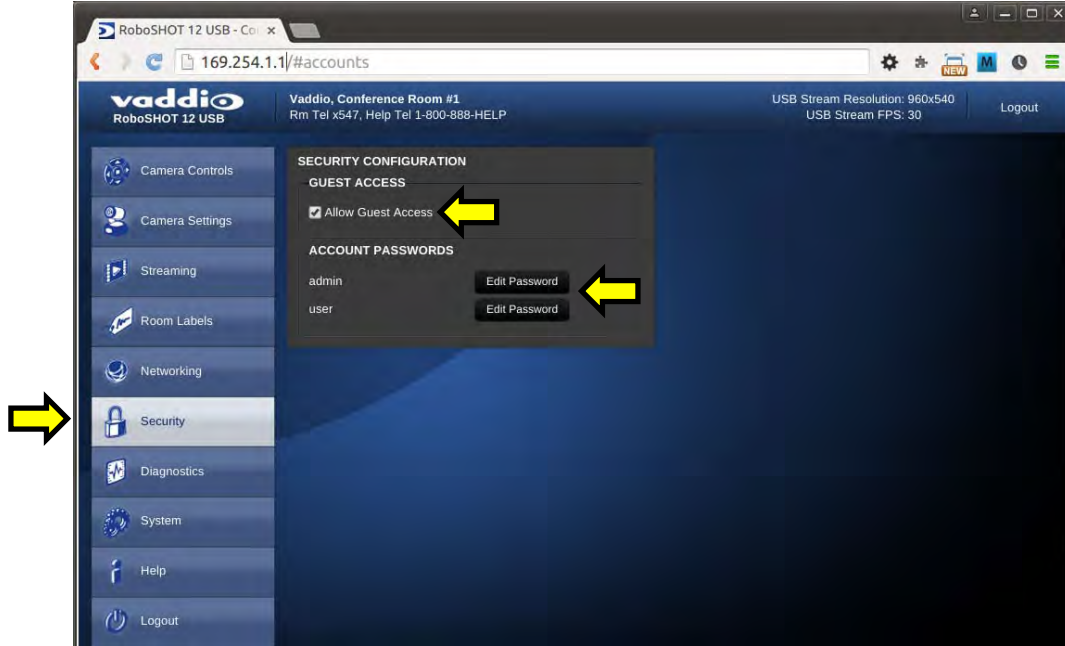 RoboSHOT 12 USB - Co
169.254.1.1/#accounts
NEW
M
vaddio
RoboSHOT 12 USB
Vaddio, Conference Room #1
Rm Tel x547, Help Tel 1-800-888-HELP
USB Stream Resolution: 960x540
USB Stream FPS: 30
Logout
Camera Controls
Camera Settings
Streaming
Room Labels
Networking
Security
Diagnostics
System
Help
Logout
SECURITY CONFIGURATION
GUEST ACCESS
Allow Guest Access
ACCOUNT PASSWORDS
admin
Edit Password
user
Edit Password